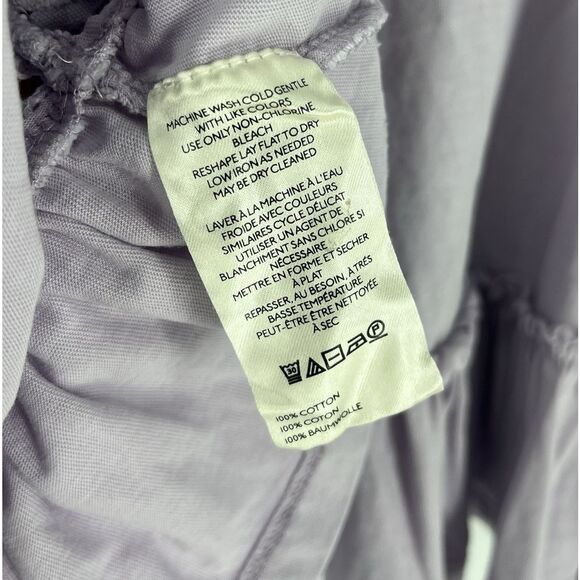 MACHINE WASH COLD GENTLE
WITH LIKE COLORS
USE ONLY NON-CHLORINE
BLEACH
RESHAPE LAY FLAT TO DRY
LOW IRON AS NEEDED
MAY BE DRY CLEANED
LAVER À LA MACHINE À L'EAU
FROIDE AVEC COULEURS
SIMILAIRES CYCLE DÉLICAT
UTILISER UN AGENT DE
BLANCHIMENT SANS CHLORE SI
NÉCESSAIRE
METTRE EN FORME ET SECHER
À PLAT
REPASSER, AU BESOIN, À TRÈS
BASSE TEMPÉRATURE
PEUT-ÊTRE ÊTRE NETTOYÉE
À SEC
30 P
100% COTTON
100% COTON
100% BAUMWOLLE